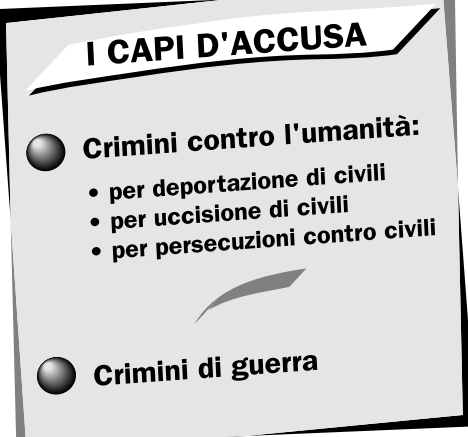 I CAPI D'ACCUSA
Crimini contro l'umanità:
• per deportazione di civili
• per uccisione di civili
• per persecuzioni contro civili
Crimini di guerra